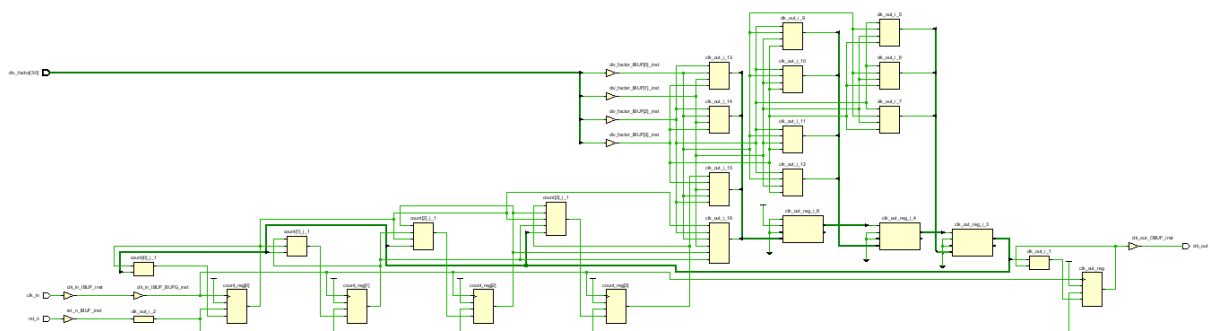 clk_out_i_5
clk_out_i_9
div_factor[3:0]
div_factor_IBUF[0]_inst
clk_out_i_13
clk_out_i_10
clk_out_i_6
div_factor_IBUF[1]_inst
clk_out_i_14
div_factor_IBUF[2]_inst
clk_out_i_7
clk_out_i_11
div_factor_IBUF[3]_inst
clk_out_i_12
clk_out_i_15
count[3]_i_1
clk_out_reg_i_8
clk_out_reg_i_4
clk_out_reg_i_3
count[2]_i_1
clk_out_i_16
count[1]_i_1
clk_out_OBUF_inst
clk_out
count[0]_i_1
clk_out_i_1
clk_out_reg
clk_in
clk_in_IBUF_inst
clk_in_IBUF_BUFG_inst
count_reg[0]
count_reg[1]
count_reg[2]
count_reg[3]
rst_n
rst_n_IBUF_inst
clk_out_i_2